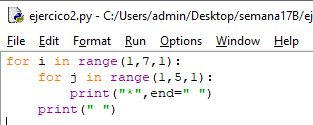 ejercico2.py - C:/Users/admin/Desktop/semana17B/ej
File Edit Format Run Options Window Help
for i in range(1,7,1):
    for j in range(1,5,1):
        print("*",end=" ")
    print(" ")